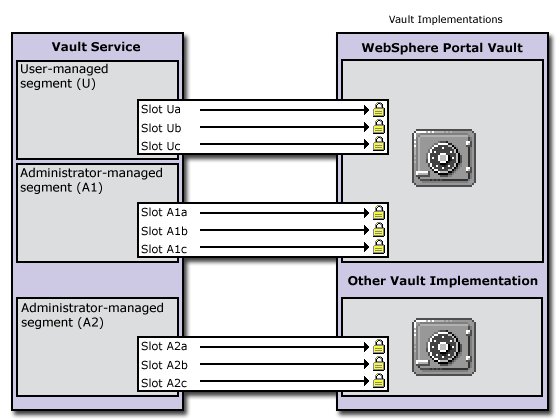 Vault Implementations
Vault Service
WebSphere Portal Vault
User-managed
segment (U)
Slot Ua
Slot Ub
Slot Uc
Administrator-managed
segment (A1)
Slot A1a
Slot A1b
Slot A1c
Other Vault Implementation
Administrator-managed
segment (A2)
Slot A2a
Slot A2b
Slot A2c